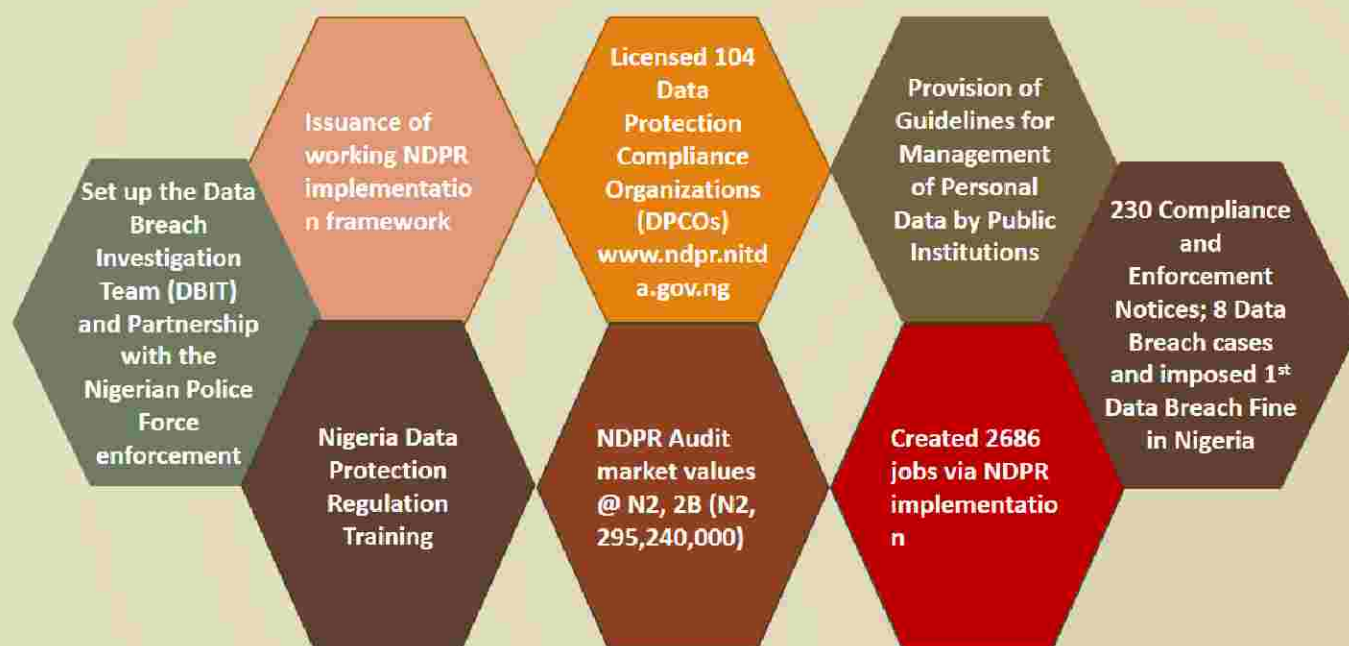 Set up the Data
Breach
Investigation
Team (DBIT)
and Partnership
with the
Nigerian Police
Force
enforcement
Issuance of
working NDPR
implementatio
n framework
Nigeria Data
Protection
Regulation
Training
Licensed 104
Data
Protection
Compliance
Organizations
(DPCOs)
www.ndpr.nitd
a.gov.ng
NDPR Audit
market values
@ N2, 2B (N2,
295,240,000)
Provision of
Guidelines for
Management
of Personal
Data by Public
Institutions
Created 2686
jobs via NDPR
implementatio
n
230 Compliance
and
Enforcement
Notices; 8 Data
Breach cases
and imposed 1st
Data Breach Fine
in Nigeria